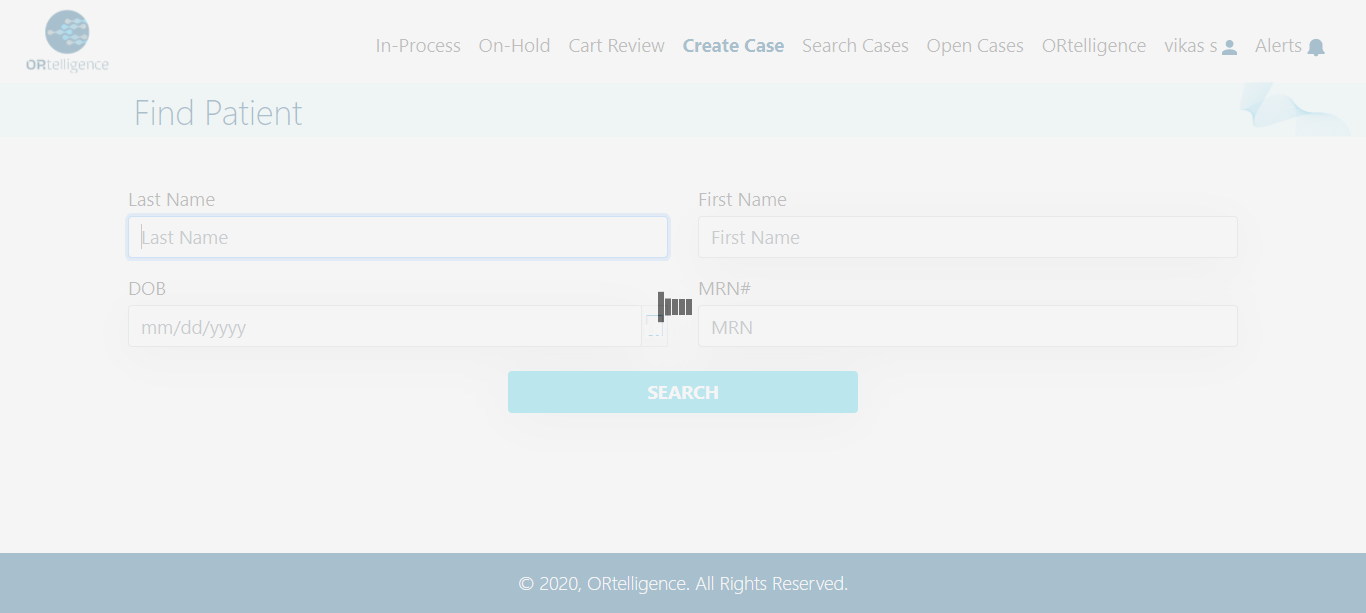 ORtelligence
In-Process On-Hold Cart Review Create Case Search Cases Open Cases ORtelligence vikas s Alerts
Find Patient
Last Name First Name
Last Name First Name
DOB MRN#
mm/dd/yyyy MRN
SEARCH
© 2020, ORtelligence. All Rights Reserved.